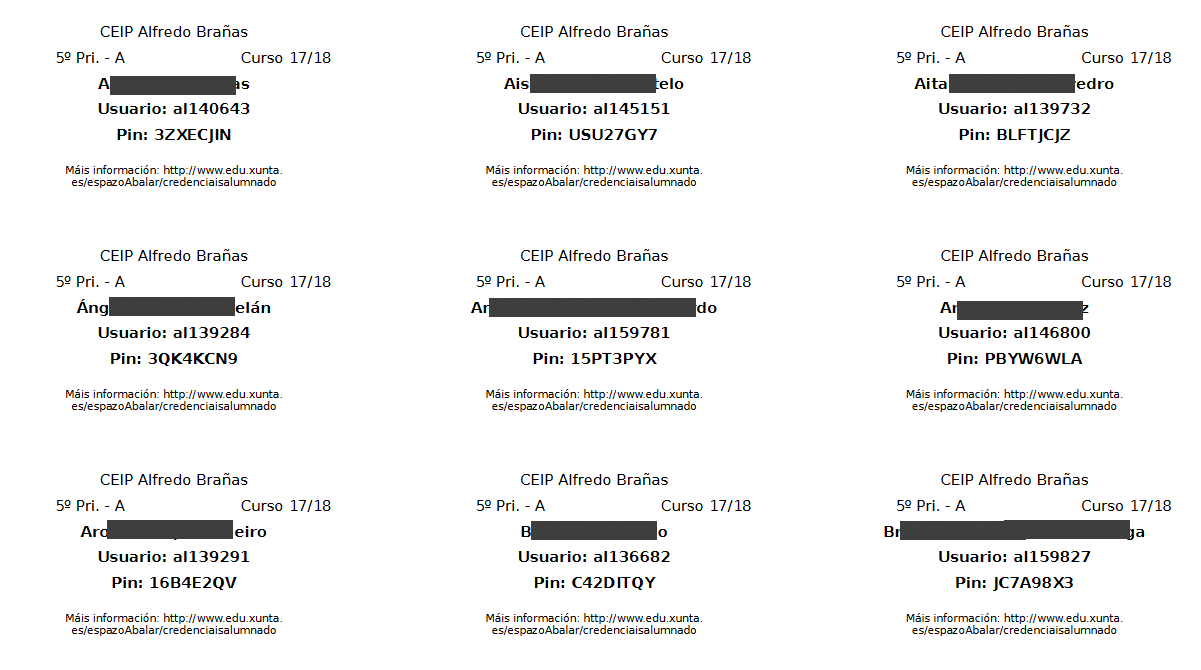 CEIP Alfredo Brañas
5º Pri. - A Curso 17/18
Usuario: al140643
Pin: 3ZXECJIN
Máis información: http://www.edu.xunta.
es/espazoAbalar/credenciaisalumnado
CEIP Alfredo Brañas
5º Pri. - A Curso 17/18
Usuario: al145151
Pin: USU27GY7
Máis información: http://www.edu.xunta.
es/espazoAbalar/credenciaisalumnado
CEIP Alfredo Brañas
5º Pri. - A Curso 17/18
Usuario: al139732
Pin: BLFTJCJZ
Máis información: http://www.edu.xunta.
es/espazoAbalar/credenciaisalumnado
CEIP Alfredo Brañas
5º Pri. - A Curso 17/18
Usuario: al139284
Pin: 3QK4KCN9
Máis información: http://www.edu.xunta.
es/espazoAbalar/credenciaisalumnado
CEIP Alfredo Brañas
5º Pri. - A Curso 17/18
Usuario: al159781
Pin: 15PT3PYX
Máis información: http://www.edu.xunta.
es/espazoAbalar/credenciaisalumnado
CEIP Alfredo Brañas
5º Pri. - A Curso 17/18
Usuario: al146800
Pin: PBYW6WLA
Máis información: http://www.edu.xunta.
es/espazoAbalar/credenciaisalumnado
CEIP Alfredo Brañas
5º Pri. - A Curso 17/18
Usuario: al139291
Pin: 16B4E2QV
Máis información: http://www.edu.xunta.
es/espazoAbalar/credenciaisalumnado
CEIP Alfredo Brañas
5º Pri. - A Curso 17/18
Usuario: al136682
Pin: C42DITQY
Máis información: http://www.edu.xunta.
es/espazoAbalar/credenciaisalumnado
CEIP Alfredo Brañas
5º Pri. - A Curso 17/18
Usuario: al159827
Pin: JC7A98X3
Máis información: http://www.edu.xunta.
es/espazoAbalar/credenciaisalumnado